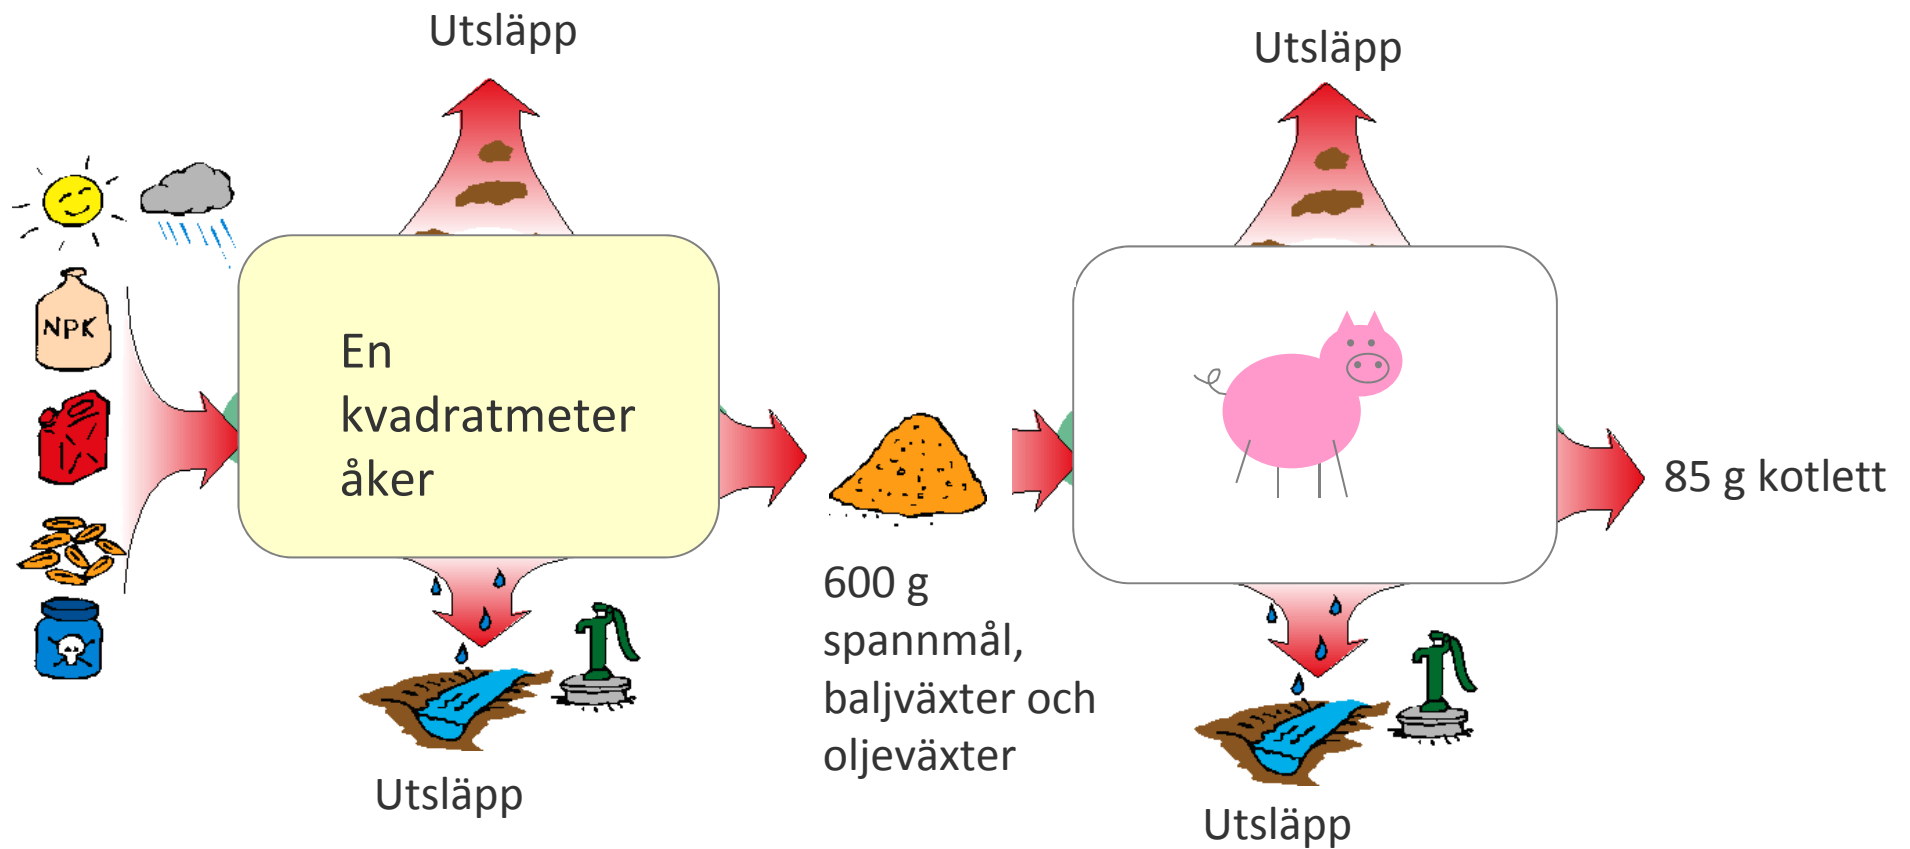 Utsläpp
Utsläpp
NPK
En
kvadratmeter
åker
85 g kotlett
600 g
spannmål,
baljväxter och
oljeväxter
Utsläpp
Utsläpp